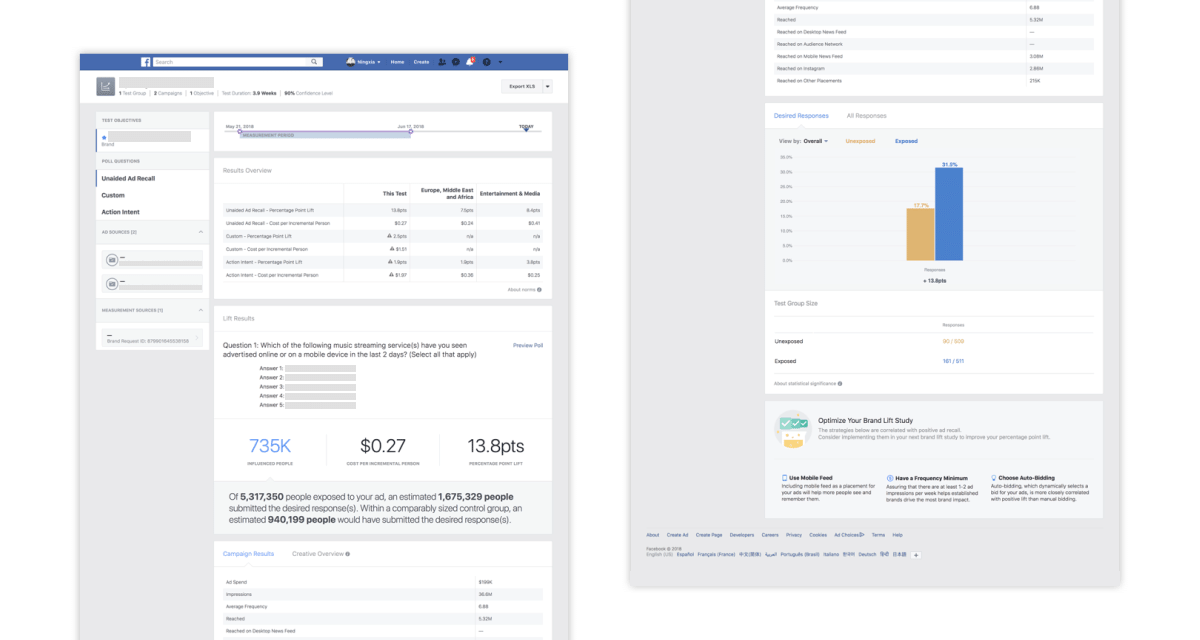 Search
Ningxia
Home
Create
1 Test Group | 2 Campaigns | 1 Objective | Test Duration: 3.9 Weeks | 90% Confidence Level
Export XLS
TEST OBJECTIVES
Brand
POLL QUESTIONS
Unaided Ad Recall
Custom
Action Intent
AD SOURCES (2)
—
—
MEASUREMENT SOURCES (1)
—
Brand Request ID:
May 21, 2018
Jun 17, 2018
TODAY
MEASUREMENT PERIOD
Results Overview
This Test
Europe, Middle East and Africa
Entertainment & Media
Unaided Ad Recall - Percentage Point Lift 13.8pts 7.5pts 8.4pts
Unaided Ad Recall - Cost per Incremental Person $0.27 $0.24 $0.41
Custom - Percentage Point Lift 2.5pts n/a n/a
Custom - Cost per Incremental Person $1.51 n/a n/a
Action Intent - Percentage Point Lift 1.9pts 1.9pts 3.8pts
Action Intent - Cost per Incremental Person $1.97 $0.36 $0.25
About norms
Lift Results
Question 1: Which of the following music streaming service(s) have you seen
advertised online or on a mobile device in the last 2 days? (Select all that apply)
Preview Poll
Answer 1:
Answer 2:
Answer 3:
Answer 4:
Answer 5:
735K
INFLUENCED PEOPLE
$0.27
COST PER INCREMENTAL PERSON
13.8pts
PERCENTAGE POINT LIFT
Of 5,317,350 people exposed to your ad, an estimated 1,675,329 people
submitted the desired response(s). Within a comparably sized control group, an
estimated 940,199 people would have submitted the desired response(s).
Campaign Results
Creative Overview
Ad Spend $199K
Impressions 36.6M
Average Frequency 6.88
Reached 5.32M
Reached on Desktop News Feed —
Average Frequency 6.88
Reached 5.32M
Reached on Desktop News Feed —
Reached on Audience Network —
Reached on Mobile News Feed 3.08M
Reached on Instagram 2.86M
Reached on Other Placements 215K
Desired Responses
All Responses
View by: Overall
Unexposed
Exposed
35.0%
30.0%
25.0%
20.0%
15.0%
10.0%
5.0%
0.0%
17.7%
31.5%
Responses
+ 13.8pts
Test Group Size
Responses
Unexposed 90 / 509
Exposed 161 / 511
About statistical significance
Optimize Your Brand Lift Study
The strategies below are correlated with positive ad recall.
Consider implementing them in your next brand lift study to improve your percentage point lift.
Use Mobile Feed
Including mobile feed as a placement for
your ads will help more people see and
remember them.
Have a Frequency Minimum
Assuring that there are at least 1-2 ad
impressions per week helps established
brands drive the most brand impact.
Choose Auto-Bidding
Auto-bidding, which dynamically selects a
bid for your ads, is more closely correlated
with positive lift than manual bidding.
About Create Ad Create Page Developers Careers Privacy Cookies Ad Choices Terms Help
Facebook © 2018
English (US) Español Français (France) 中文(简体) العربية Português (Brasil) Italiano 한국어 Deutsch हिन्दी 日本語 +